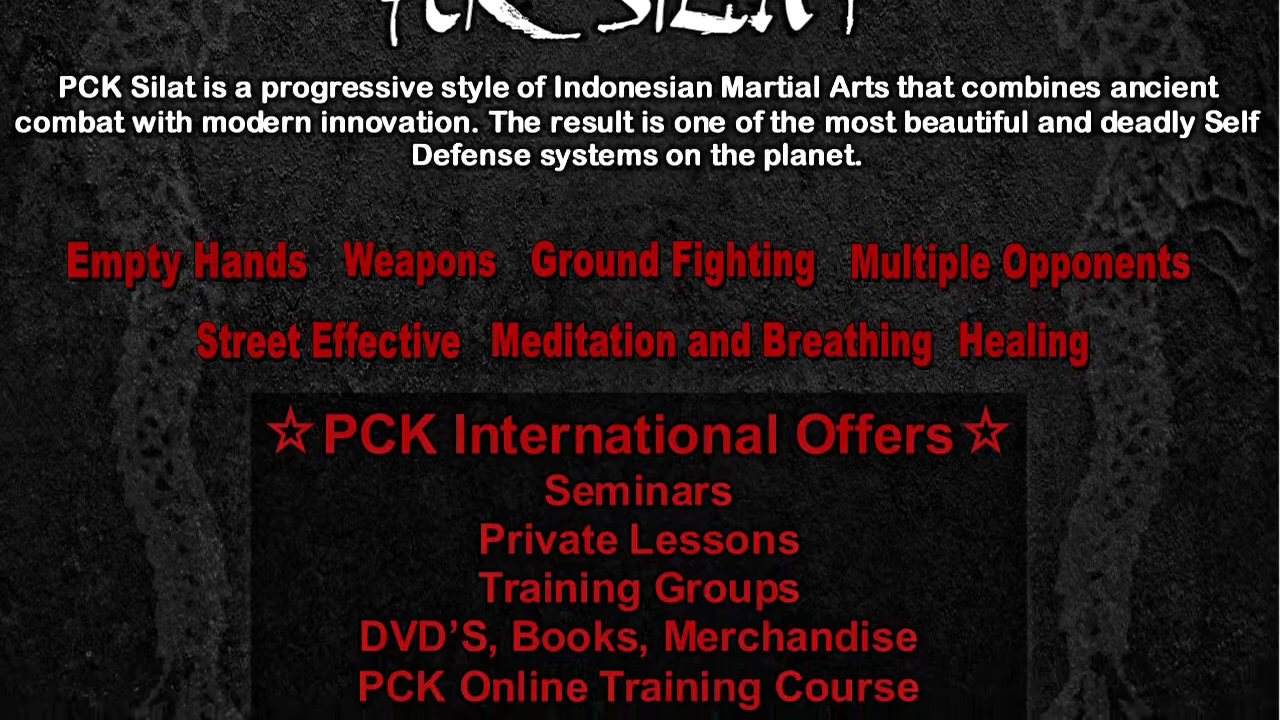 PCK SILAT
PCK Silat is a progressive style of Indonesian Martial Arts that combines ancient
combat with modern innovation. The result is one of the most beautiful and deadly Self
Defense systems on the planet.
Empty Hands Weapons Ground Fighting Multiple Opponents
Street Effective Meditation and Breathing Healing
☆PCK International Offers☆
Seminars
Private Lessons
Training Groups
DVD’S, Books, Merchandise
PCK Online Training Course